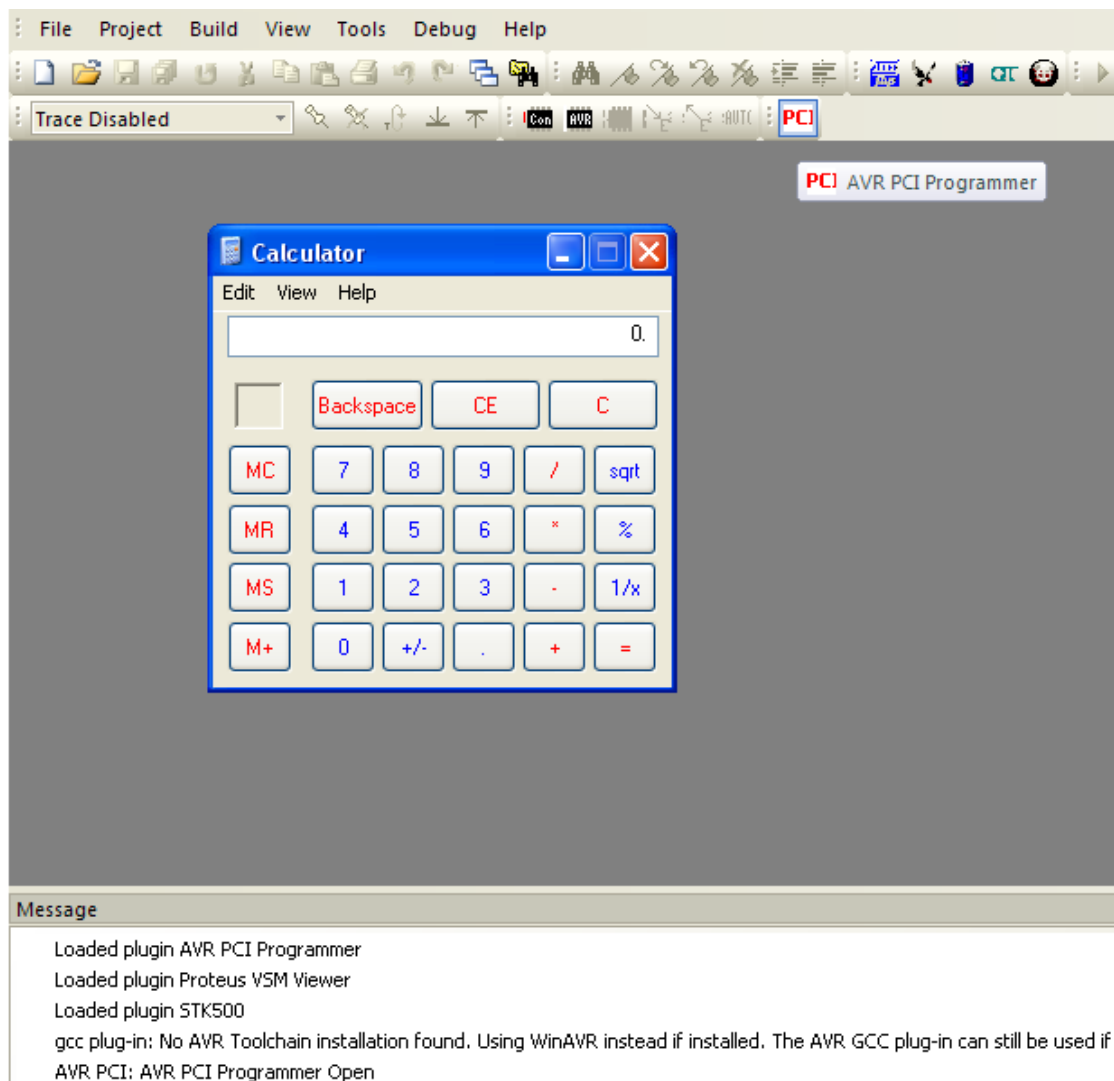 File Project Build View Tools Debug Help
Trace Disabled Con AVR AUTO PCI
PCI AVR PCI Programmer
Calculator
Edit View Help
0.
Backspace CE C
MC 7 8 9 / sqrt
MR 4 5 6 * %
MS 1 2 3 - 1/x
M+ 0 +/- . + =
Message
Loaded plugin AVR PCI Programmer
Loaded plugin Proteus VSM Viewer
Loaded plugin STK500
gcc plug-in: No AVR Toolchain installation found. Using WinAVR instead if installed. The AVR GCC plug-in can still be used if
AVR PCI: AVR PCI Programmer Open